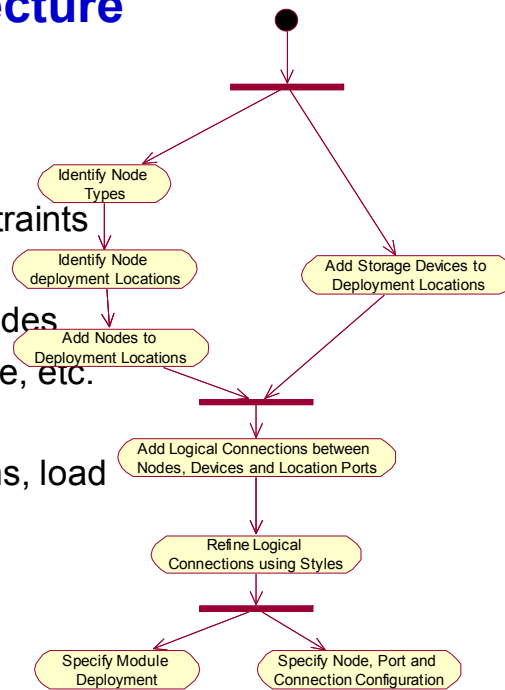 ecture
Identify Node
Types
traints
Identify Node
deployment Locations
Add Storage Devices to
Deployment Locations
des
Add Nodes to
Deployment Locations
e, etc.
Add Logical Connections between
Nodes, Devices and Location Ports
ns, load
Refine Logical
Connections using Styles
Specify Module
Deployment
Specify Node, Port and
Connection Configuration